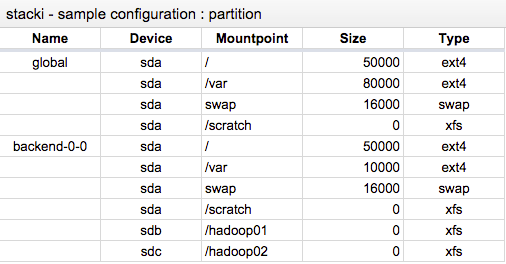 stacki - sample configuration : partition
Name Device Mountpoint Size Type
global sda / 50000 ext4
sda /var 80000 ext4
sda swap 16000 swap
sda /scratch 0 xfs
backend-0-0 sda / 50000 ext4
sda /var 10000 ext4
sda swap 16000 swap
sda /scratch 0 xfs
sdb /hadoop01 0 xfs
sdc /hadoop02 0 xfs